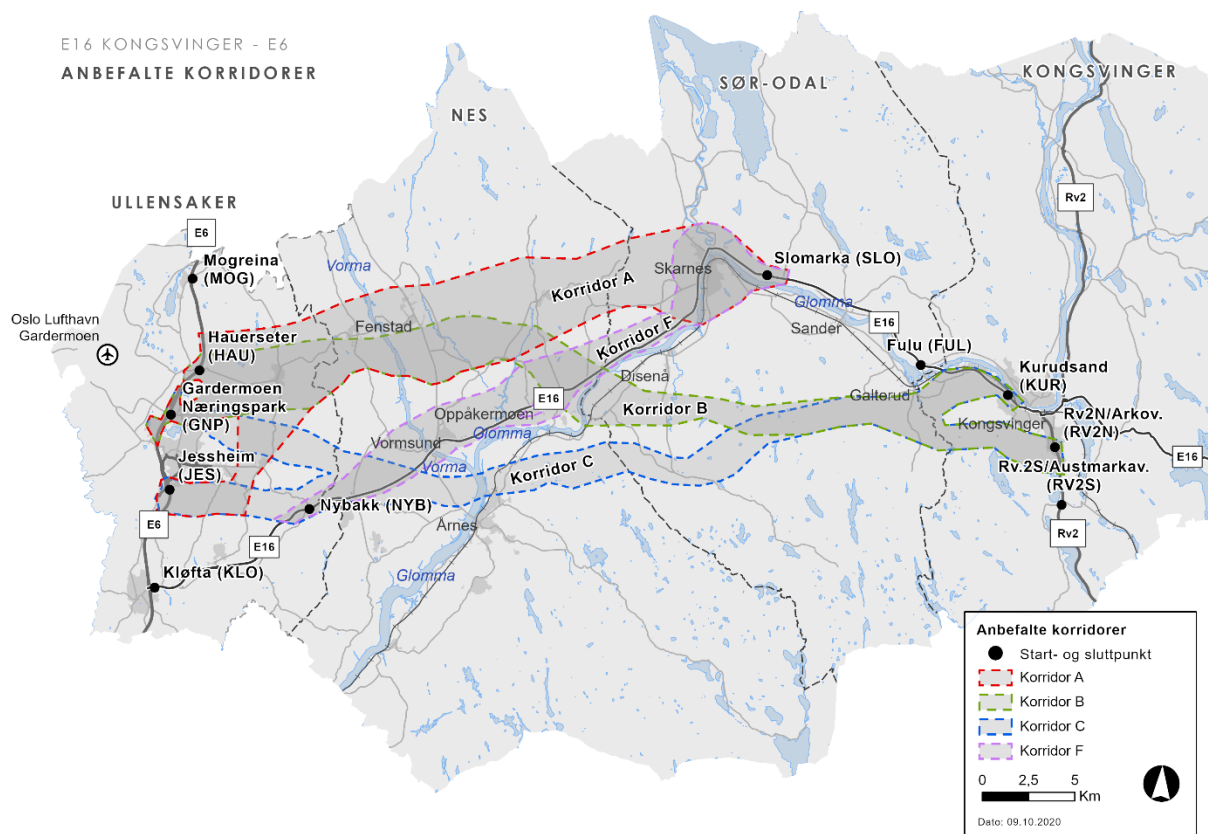 E16 KONGSVINGER - E6
ANBEFALTE KORRIDORER
NES
SØR-ODAL
KONGSVINGER
ULLENSAKER
E6
Rv2
Mogreina
(MOG)
Vorma
Korridor A
Skarnes
Slomarka (SLO)
Glomma
Oslo Lufthavn
Gardermoen
Hauerseter
(HAU)
Fenstad
Korridor F
Sander
E16
Fulu (FUL)
Gardermoen
Næringspark
(GNP)
Disenå
Kurudsand
(KUR)
Galterud
E16
Oppåkermoen
Korridor B
Glomma
Vormsund
Kongsvinger
Rv2N/Arkov.
(RV2N)
E16
Jessheim
(JES)
Vorma
Korridor C
Rv.2S/Austmarkav.
(RV2S)
Nybakk (NYB)
Årnes
E6
E16
Rv2
Kløfta (KLO)
Glomma
Anbefalte korridorer
Start- og sluttpunkt
Korridor A
Korridor B
Korridor C
Korridor F
0 2,5 5
Km
Dato: 09.10.2020